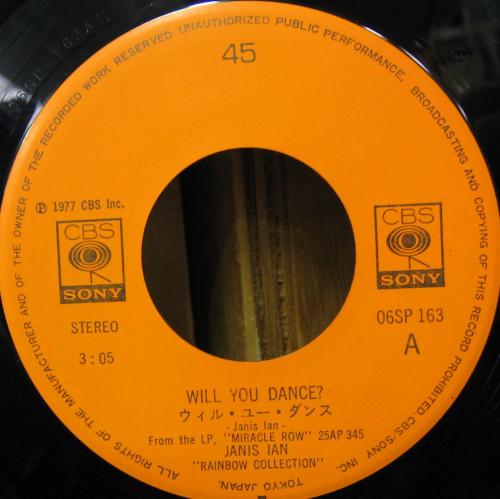 ALL RIGHTS OF THE MANUFACTURER AND OF THE OWNER OF THE RECORDED WORK RESERVED UNAUTHORIZED PUBLIC PERFORMANCE, BROADCASTING AND COPYING OF THIS RECORD PROHIBITED CBS/SONY INC.
TOKYO JAPAN.
45
℗ 1977 CBS Inc.
CBS
SONY
CBS
SONY
STEREO
3:05
06SP 163
A
WILL YOU DANCE?
ウィル・ユー・ダンス
- Janis Ian -
From the LP, "MIRACLE ROW" 25AP 345
JANIS IAN
"RAINBOW COLLECTION"